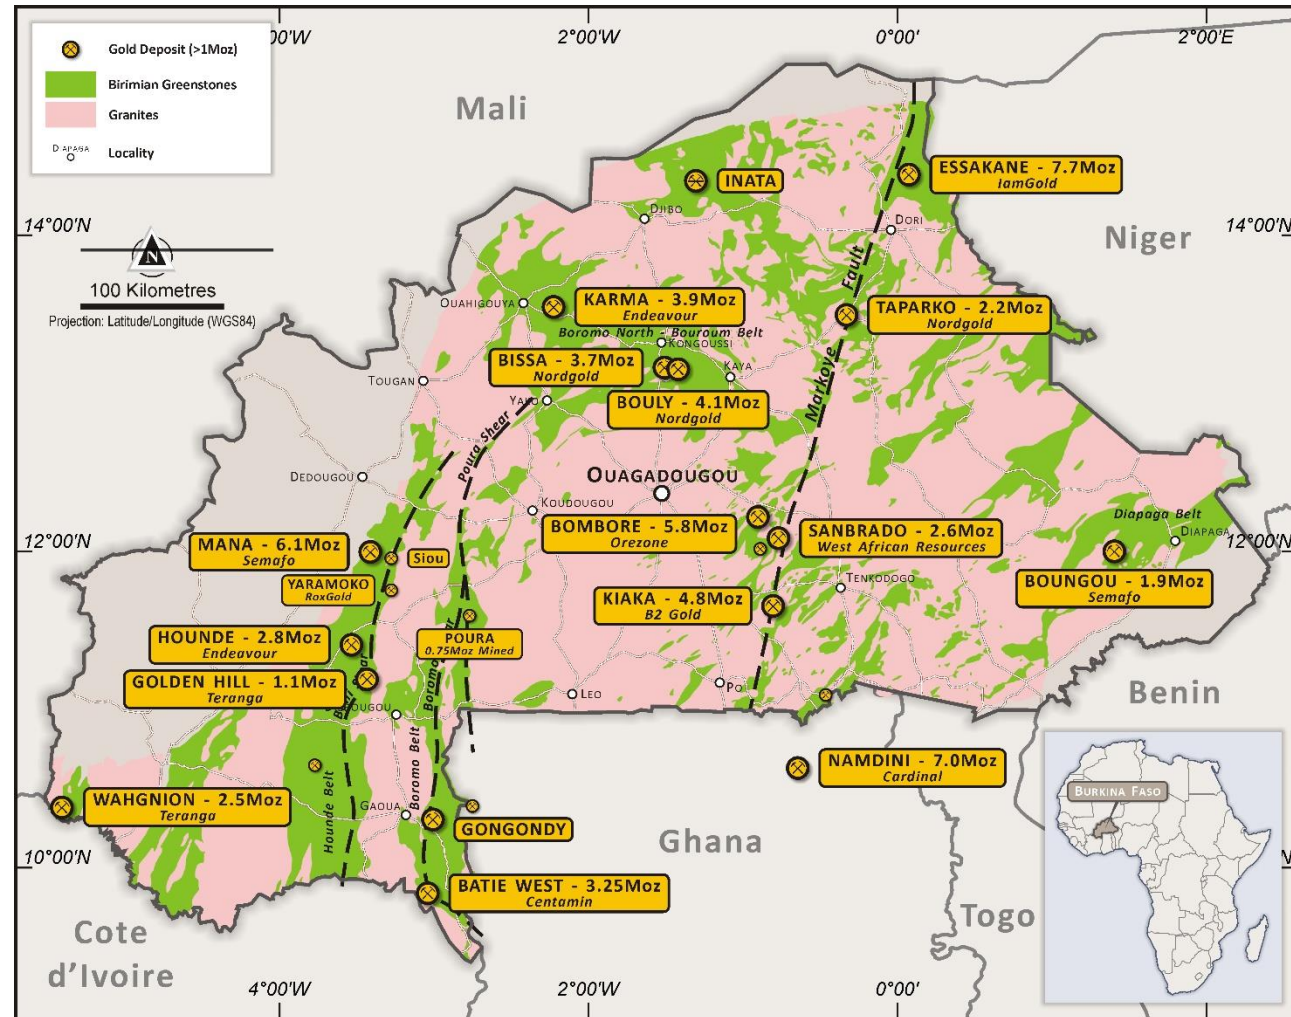 Gold Deposit (>1Moz)
Birimian Greenstones
Granites
DIAPAGA
Locality
00'W
2°00'W
0°00'
2°00'E
Mali
INATA
ESSAKANE - 7.7Moz
IamGold
DJIBO
DORI
14°00'N
14°00'N
Niger
N
100 Kilometres
Projection: Latitude/Longitude (WGS84)
Fault
OUAHIGOUYA
KARMA - 3.9Moz
Endeavour
Boromo North - Bouroum Belt
KONGOUSSI
TAPARKO - 2.2Moz
Nordgold
BISSA - 3.7Moz
Nordgold
KAYA
TOUGAN
YAKO
BOULY - 4.1Moz
Nordgold
Markoye
Poura Shear
DEDOUGOU
OUAGADOUGOU
KOUDOUGOU
BOMBORE - 5.8Moz
Orezone
SANBRADO - 2.6Moz
West African Resources
Diapaga Belt
DIAPAGA
12°00'N
12°00'N
MANA - 6.1Moz
Semafo
Siou
YARAMOKO
RoxGold
BOUNGOU - 1.9Moz
Semafo
TENKODOGO
KIAKA - 4.8Moz
B2 Gold
HOUNDE - 2.8Moz
Endeavour
POURA
0.75Moz Mined
GOLDEN HILL - 1.1Moz
Teranga
Boromo
LEO
PO
Benin
NAMDINI - 7.0Moz
Cardinal
BURKINA FASO
Boromo Belt
Hounde Belt
WAHGNION - 2.5Moz
Teranga
GAOUA
GONGONDY
Ghana
10°00'N
BATIE WEST - 3.25Moz
Centamin
Togo
Cote
d'Ivoire
4°00'W
2°00'W
0°00'